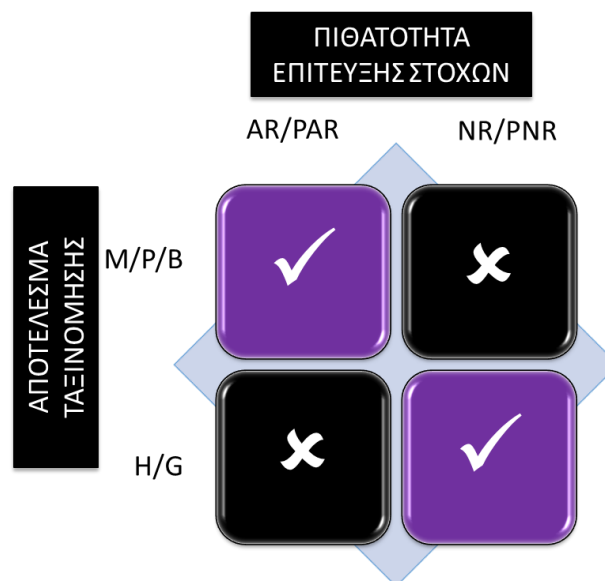 ΠΙΘΑΤΟΤΗΤΑ
ΕΠΙΤΕΥΞΗΣ ΣΤΟΧΩΝ
AR/PAR
NR/PNR
ΑΠΟΤΕΛΕΣΜΑ
ΤΑΞΙΝΟΜΗΣΗΣ
M/P/B
H/G